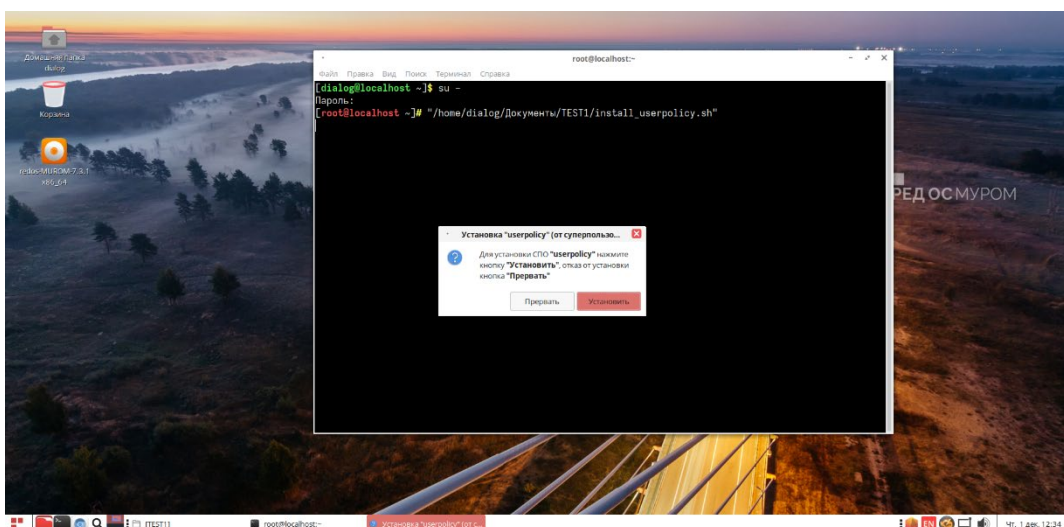 Домашняя папка
dialog
Корзина
redos-MUROM-7.3.1
x86_64
root@localhost:~
Файл Правка Вид Поиск Терминал Справка
[dialog@localhost ~]$ su -
Пароль:
[root@localhost ~]# "/home/dialog/Документы/TEST1/install_userpolicy.sh"
РЕД ОС МУРОМ
Установка "userpolicy" (от суперпользо...
Для установки СПО "userpolicy" нажмите
кнопку "Установить", отказ от установки
кнопка "Прервать"
Прервать Установить
[TEST1] root@localhost:~ Установка "userpolicy" (от с... EN Чт, 1 дек, 12:34